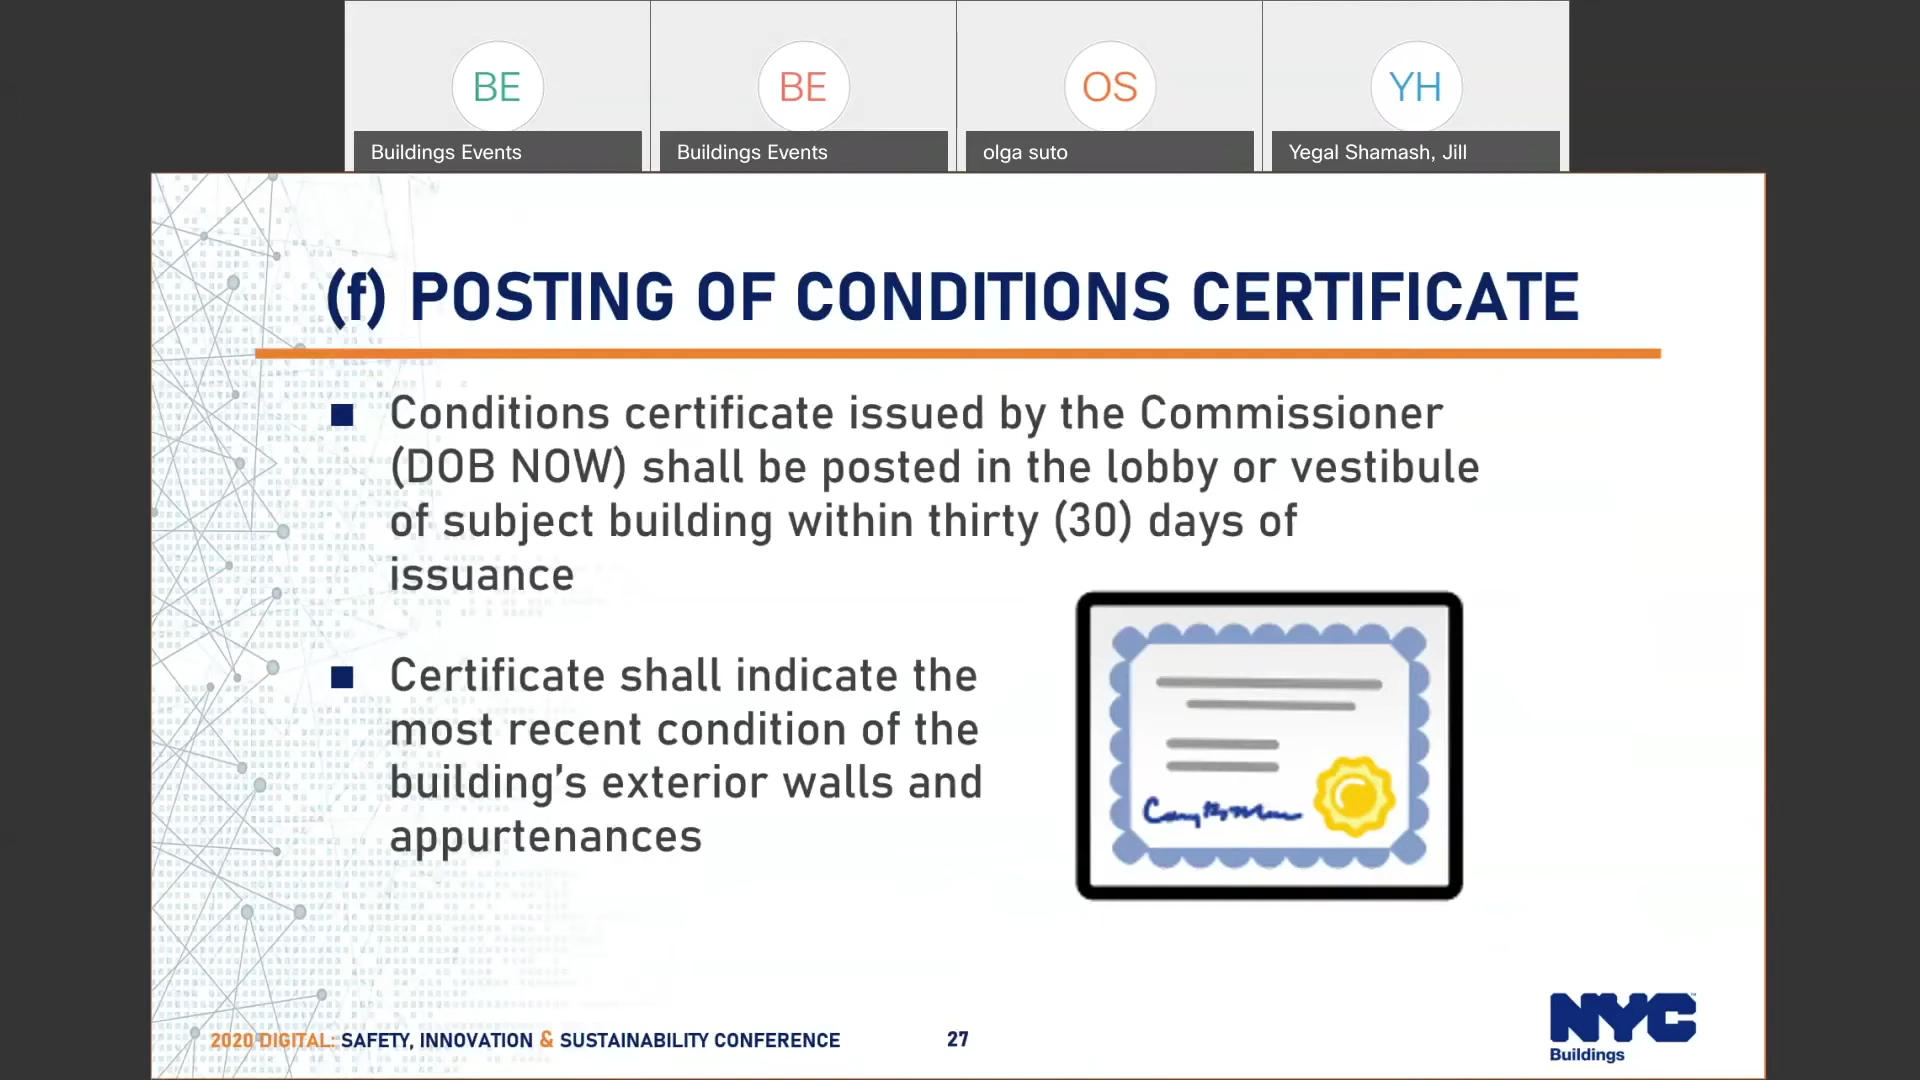 BE
BE
OS
YH
Buildings Events
Buildings Events
olga suto
Yegal Shamash, Jill
(f) POSTING OF CONDITIONS CERTIFICATE
Conditions certificate issued by the Commissioner
(DOB NOW) shall be posted in the lobby or vestibule
of subject building within thirty (30) days of
issuance
Certificate shall indicate the
most recent condition of the
building’s exterior walls and
appurtenances
2020 DIGITAL: SAFETY, INNOVATION & SUSTAINABILITY CONFERENCE
27
NYC
Buildings